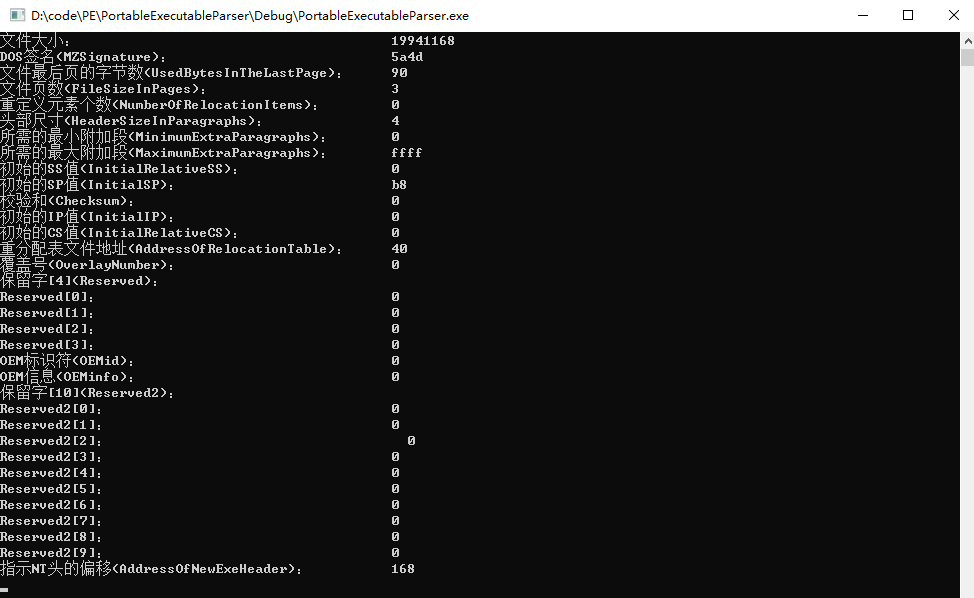 D:\code\PE\PortableExecutableParser\Debug\PortableExecutableParser.exe
文件大小： 19941168
DOS签名(MZSignature)： 5a4d
文件最后页的字节数(UsedBytesInTheLastPage)： 90
文件页数(FileSizeInPages)： 3
重定义元素个数(NumberOfRelocationItems)： 0
头部尺寸(HeaderSizeInParagraphs)： 4
所需的最小附加段(MinimumExtraParagraphs)： 0
所需的最大附加段(MaximumExtraParagraphs)： ffff
初始的SS值(InitialRelativeSS)： 0
初始的SP值(InitialSP)： b8
校验和(Checksum)： 0
初始的IP值(InitialIP)： 0
初始的CS值(InitialRelativeCS)： 0
重分配表文件地址(AddressOfRelocationTable)： 40
覆盖号(OverlayNumber)： 0
保留字[4](Reserved)：
Reserved[0]： 0
Reserved[1]： 0
Reserved[2]： 0
Reserved[3]： 0
OEM标识符(OEMid)： 0
OEM信息(OEMinfo)： 0
保留字[10](Reserved2)：
Reserved2[0]： 0
Reserved2[1]： 0
Reserved2[2]： 0
Reserved2[3]： 0
Reserved2[4]： 0
Reserved2[5]： 0
Reserved2[6]： 0
Reserved2[7]： 0
Reserved2[8]： 0
Reserved2[9]： 0
指示NT头的偏移(AddressOfNewExeHeader)： 168